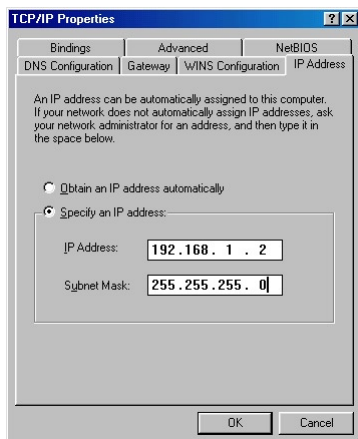 TCP/IP Properties
Bindings Advanced NetBIOS
DNS Configuration Gateway WINS Configuration IP Address
An IP address can be automatically assigned to this computer.
If your network does not automatically assign IP addresses, ask
your network administrator for an address, and then type it in
the space below.
Obtain an IP address automatically
Specify an IP address:
IP Address: 192.168. 1 . 2
Subnet Mask: 255.255.255. 0
OK Cancel